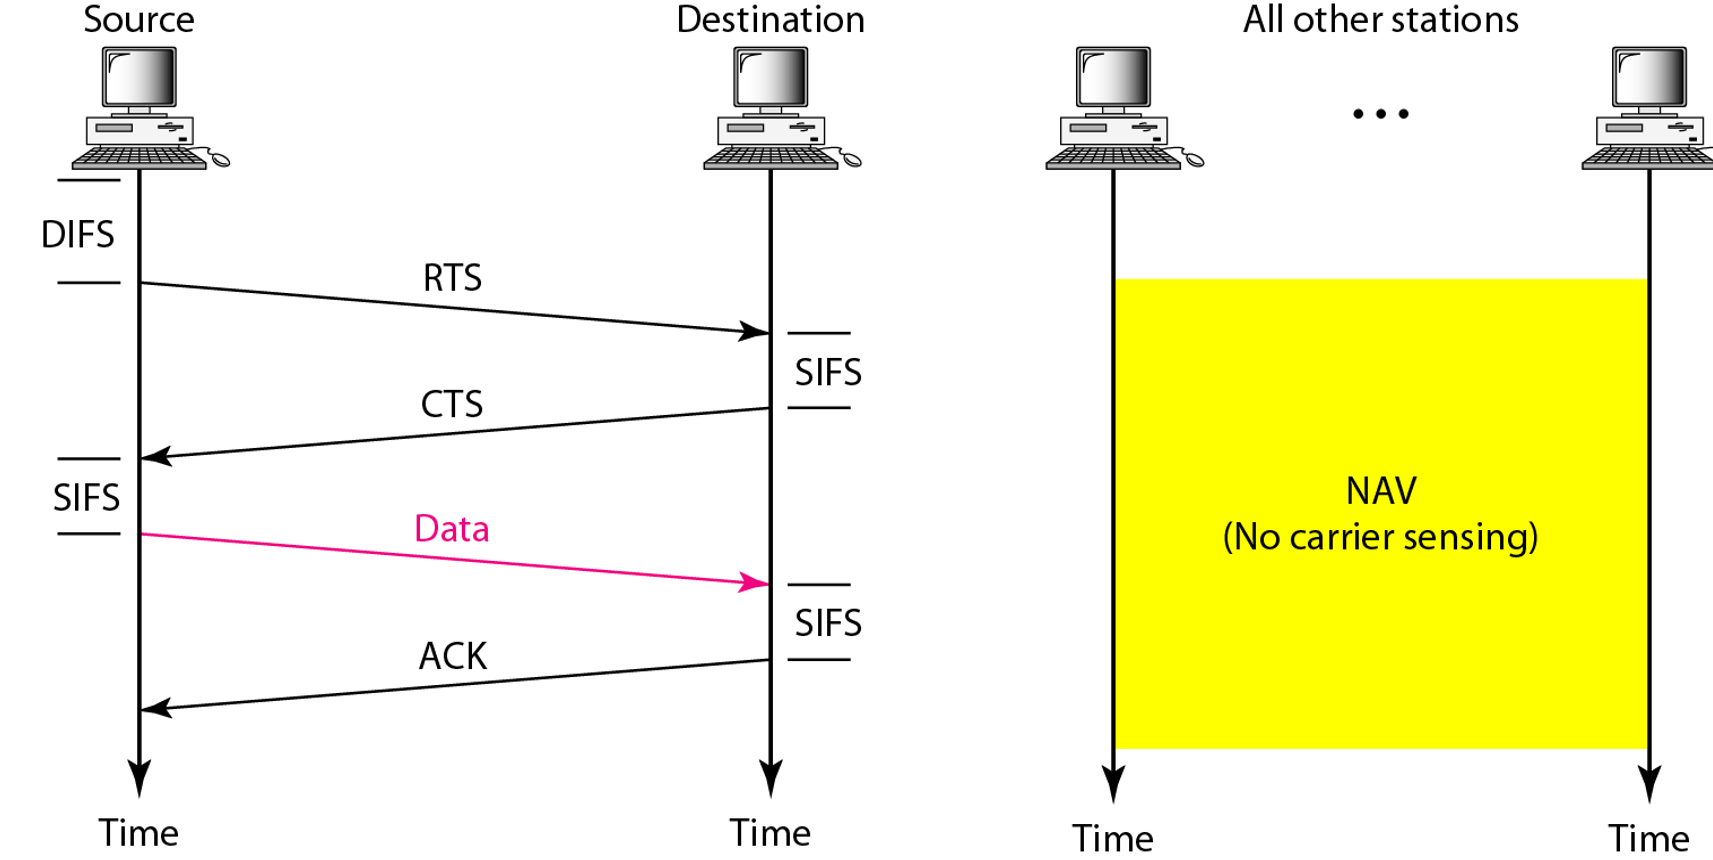 Source
Destination
All other stations
...
DIFS
RTS
SIFS
CTS
SIFS
Data
NAV
(No carrier sensing)
SIFS
ACK
Time
Time
Time
Time